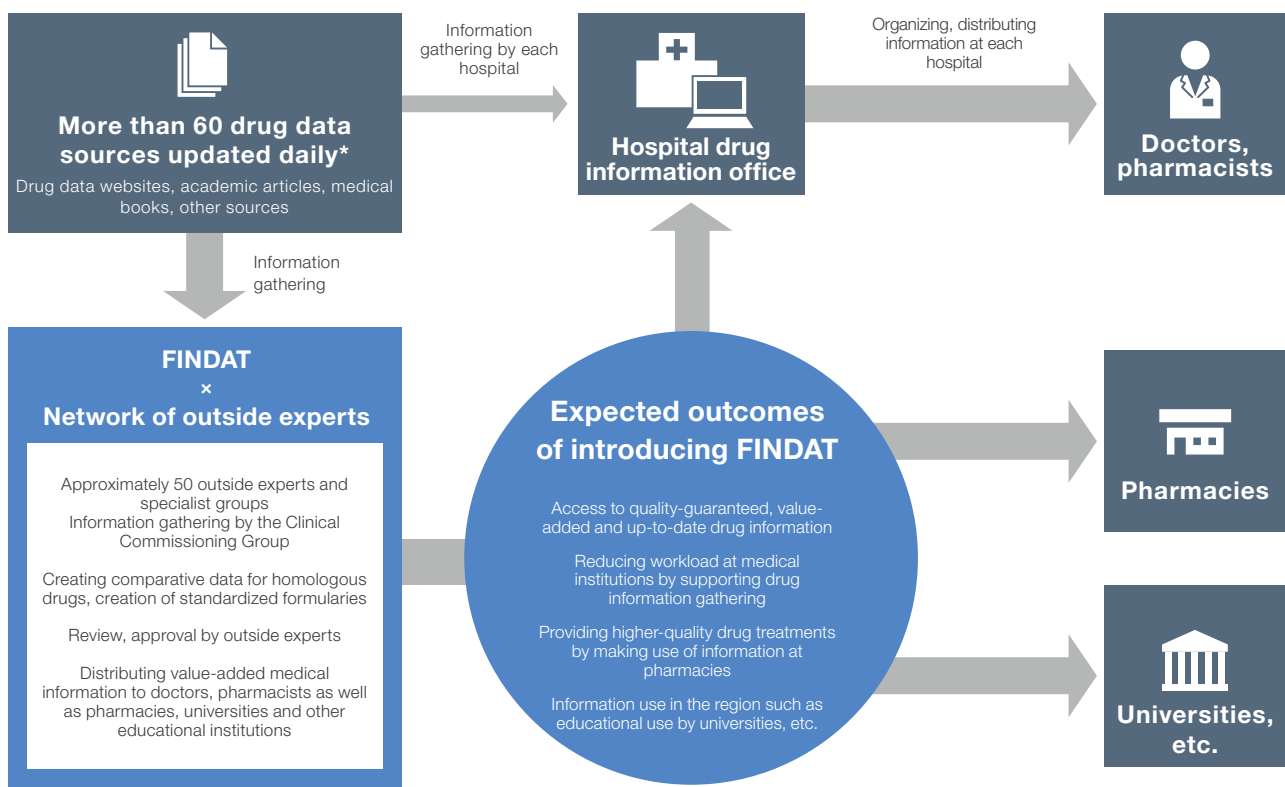 Information
gathering by each
hospital
Organizing, distributing
information at each
hospital
More than 60 drug data
sources updated daily*
Drug data websites, academic articles, medical
books, other sources
Hospital drug
information office
Doctors,
pharmacists
Information
gathering
FINDAT
×
Network of outside experts
Approximately 50 outside experts and
specialist groups
Information gathering by the Clinical
Commissioning Group
Creating comparative data for homologous
drugs, creation of standardized formularies
Review, approval by outside experts
Distributing value-added medical
information to doctors, pharmacists as well
as pharmacies, universities and other
educational institutions
Expected outcomes
of introducing FINDAT
Access to quality-guaranteed, value-
added and up-to-date drug information
Reducing workload at medical
institutions by supporting drug
information gathering
Providing higher-quality drug treatments
by making use of information at
pharmacies
Information use in the region such as
educational use by universities, etc.
Pharmacies
Universities,
etc.